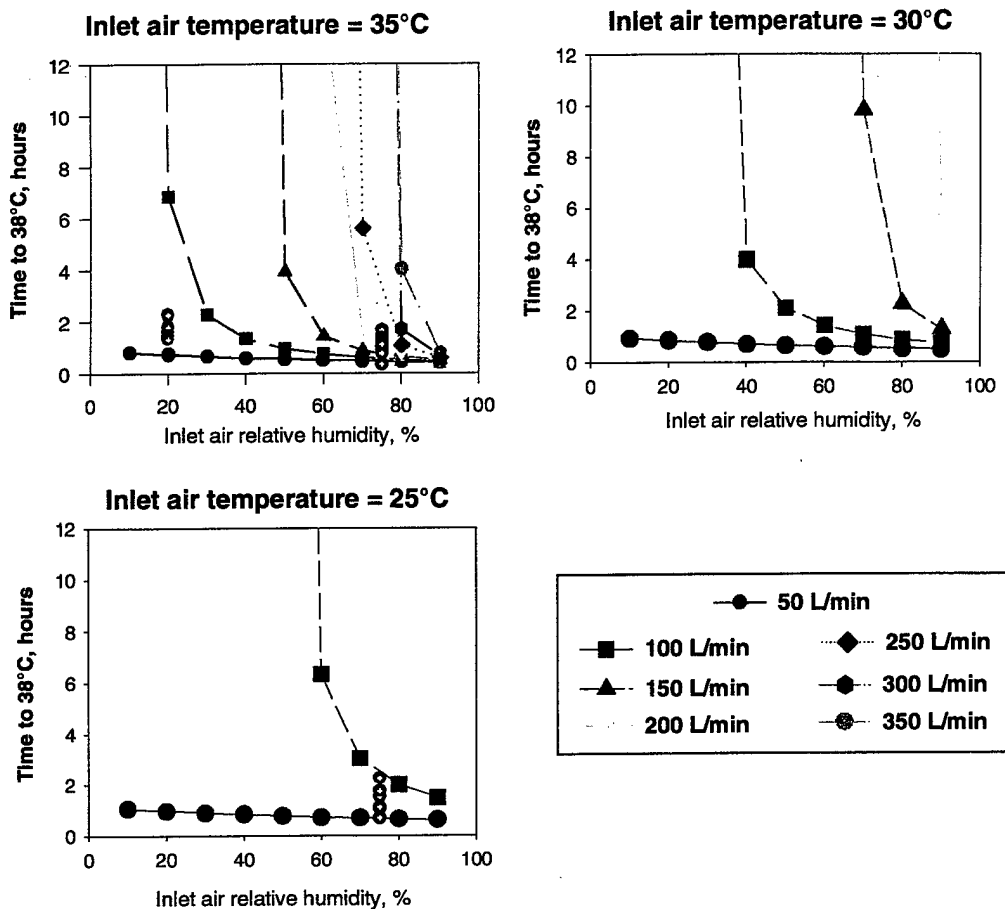 Inlet air temperature = 35°C
12
10
8
6
4
2
0
Time to 38°C, hours
0 20 40 60 80 100
Inlet air relative humidity, %
Inlet air temperature = 30°C
12
10
8
6
4
2
0
Time to 38°C, hours
0 20 40 60 80 100
Inlet air relative humidity, %
Inlet air temperature = 25°C
12
10
8
6
4
2
0
Time to 38°C, hours
0 20 40 60 80 100
Inlet air relative humidity, %
50 L/min
100 L/min 250 L/min
150 L/min 300 L/min
200 L/min 350 L/min